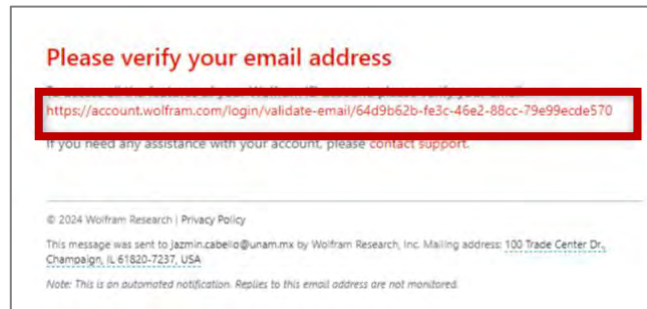 Please verify your email address
https://account.wolfram.com/login/validate-email/64d9b62b-fe3c-46e2-88cc-79e99ecde570
If you need any assistance with your account, please contact support.
© 2024 Wolfram Research | Privacy Policy
This message was sent to jazmin.cabello@unam.mx by Wolfram Research, Inc. Mailing address: 100 Trade Center Dr.,
Champaign, IL 61820-7237, USA
Note: This is an automated notification. Replies to this email address are not monitored.